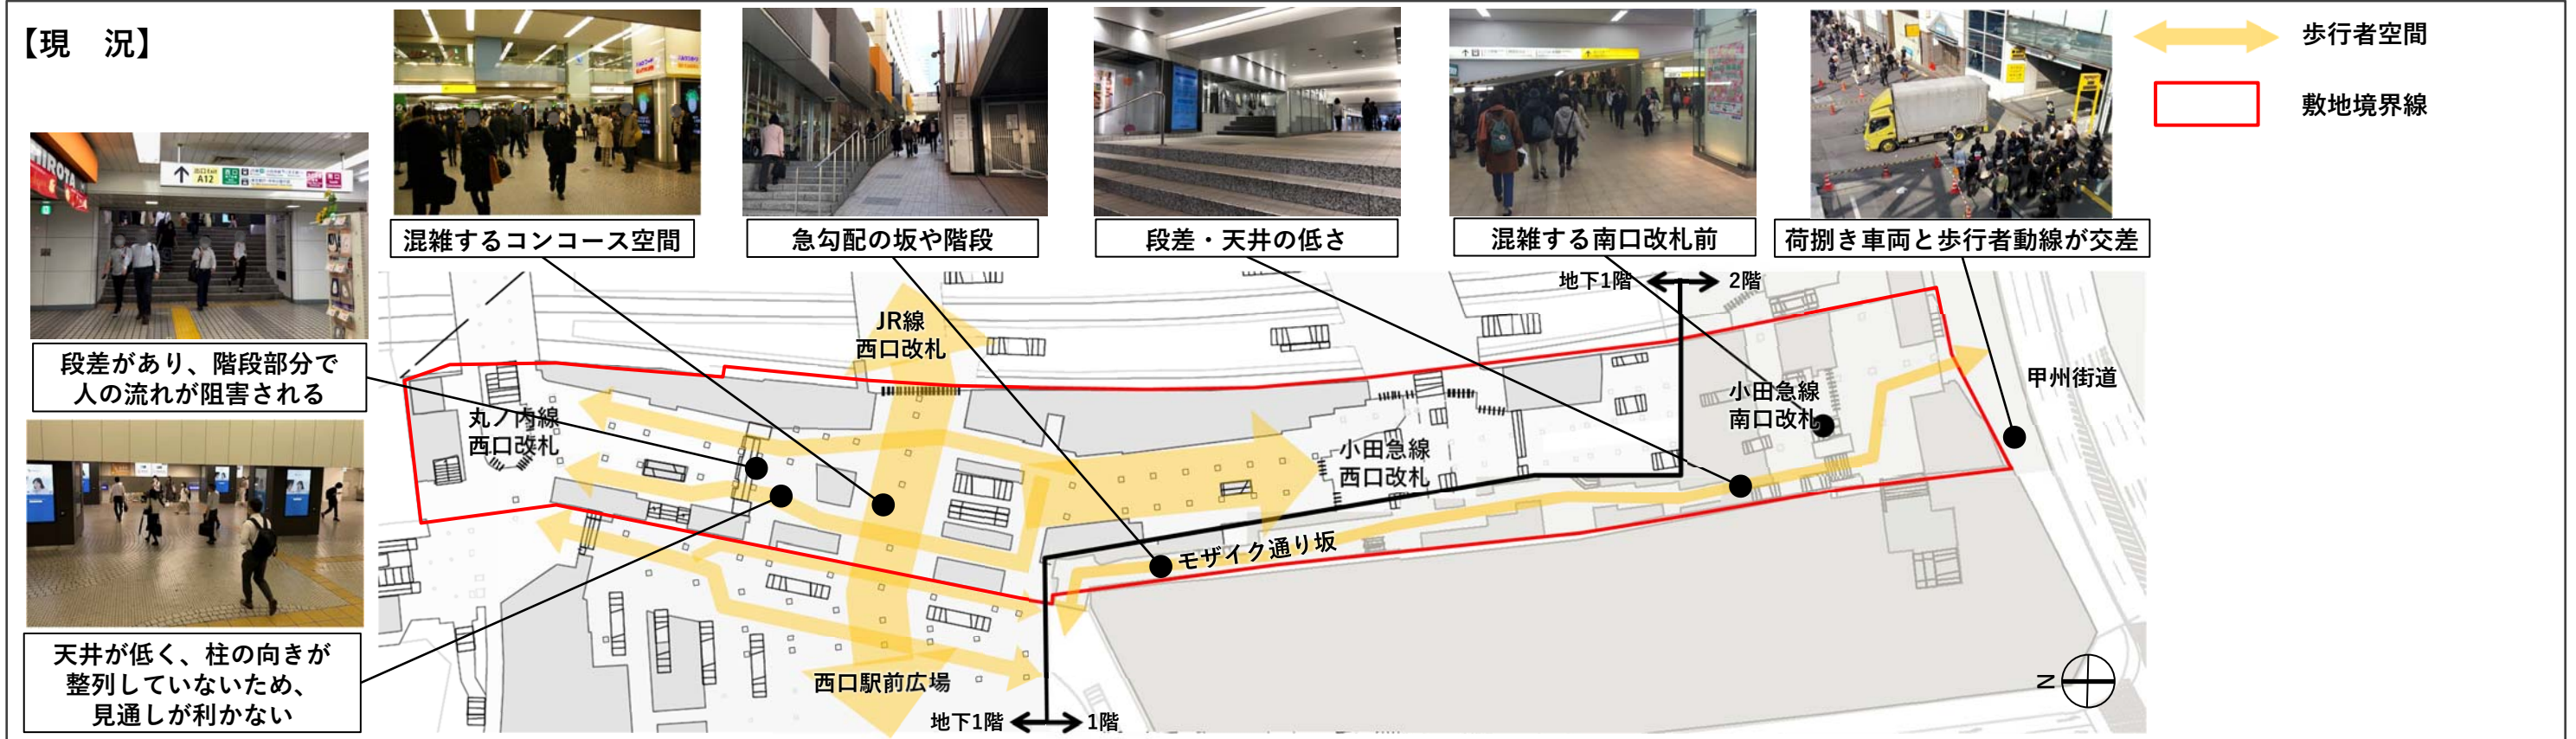 【現　況】
歩行者空間
敷地境界線
HIROTA
出口 Exit
A12
混雑するコンコース空間
急勾配の坂や階段
段差・天井の低さ
混雑する南口改札前
荷捌き車両と歩行者動線が交差
段差があり、階段部分で
人の流れが阻害される
天井が低く、柱の向きが
整列していないため、
見通しが利かない
地下1階
2階
JR線
西口改札
丸ノ内線
西口改札
小田急線
西口改札
小田急線
南口改札
甲州街道
モザイク通り坂
西口駅前広場
地下1階
1階
N